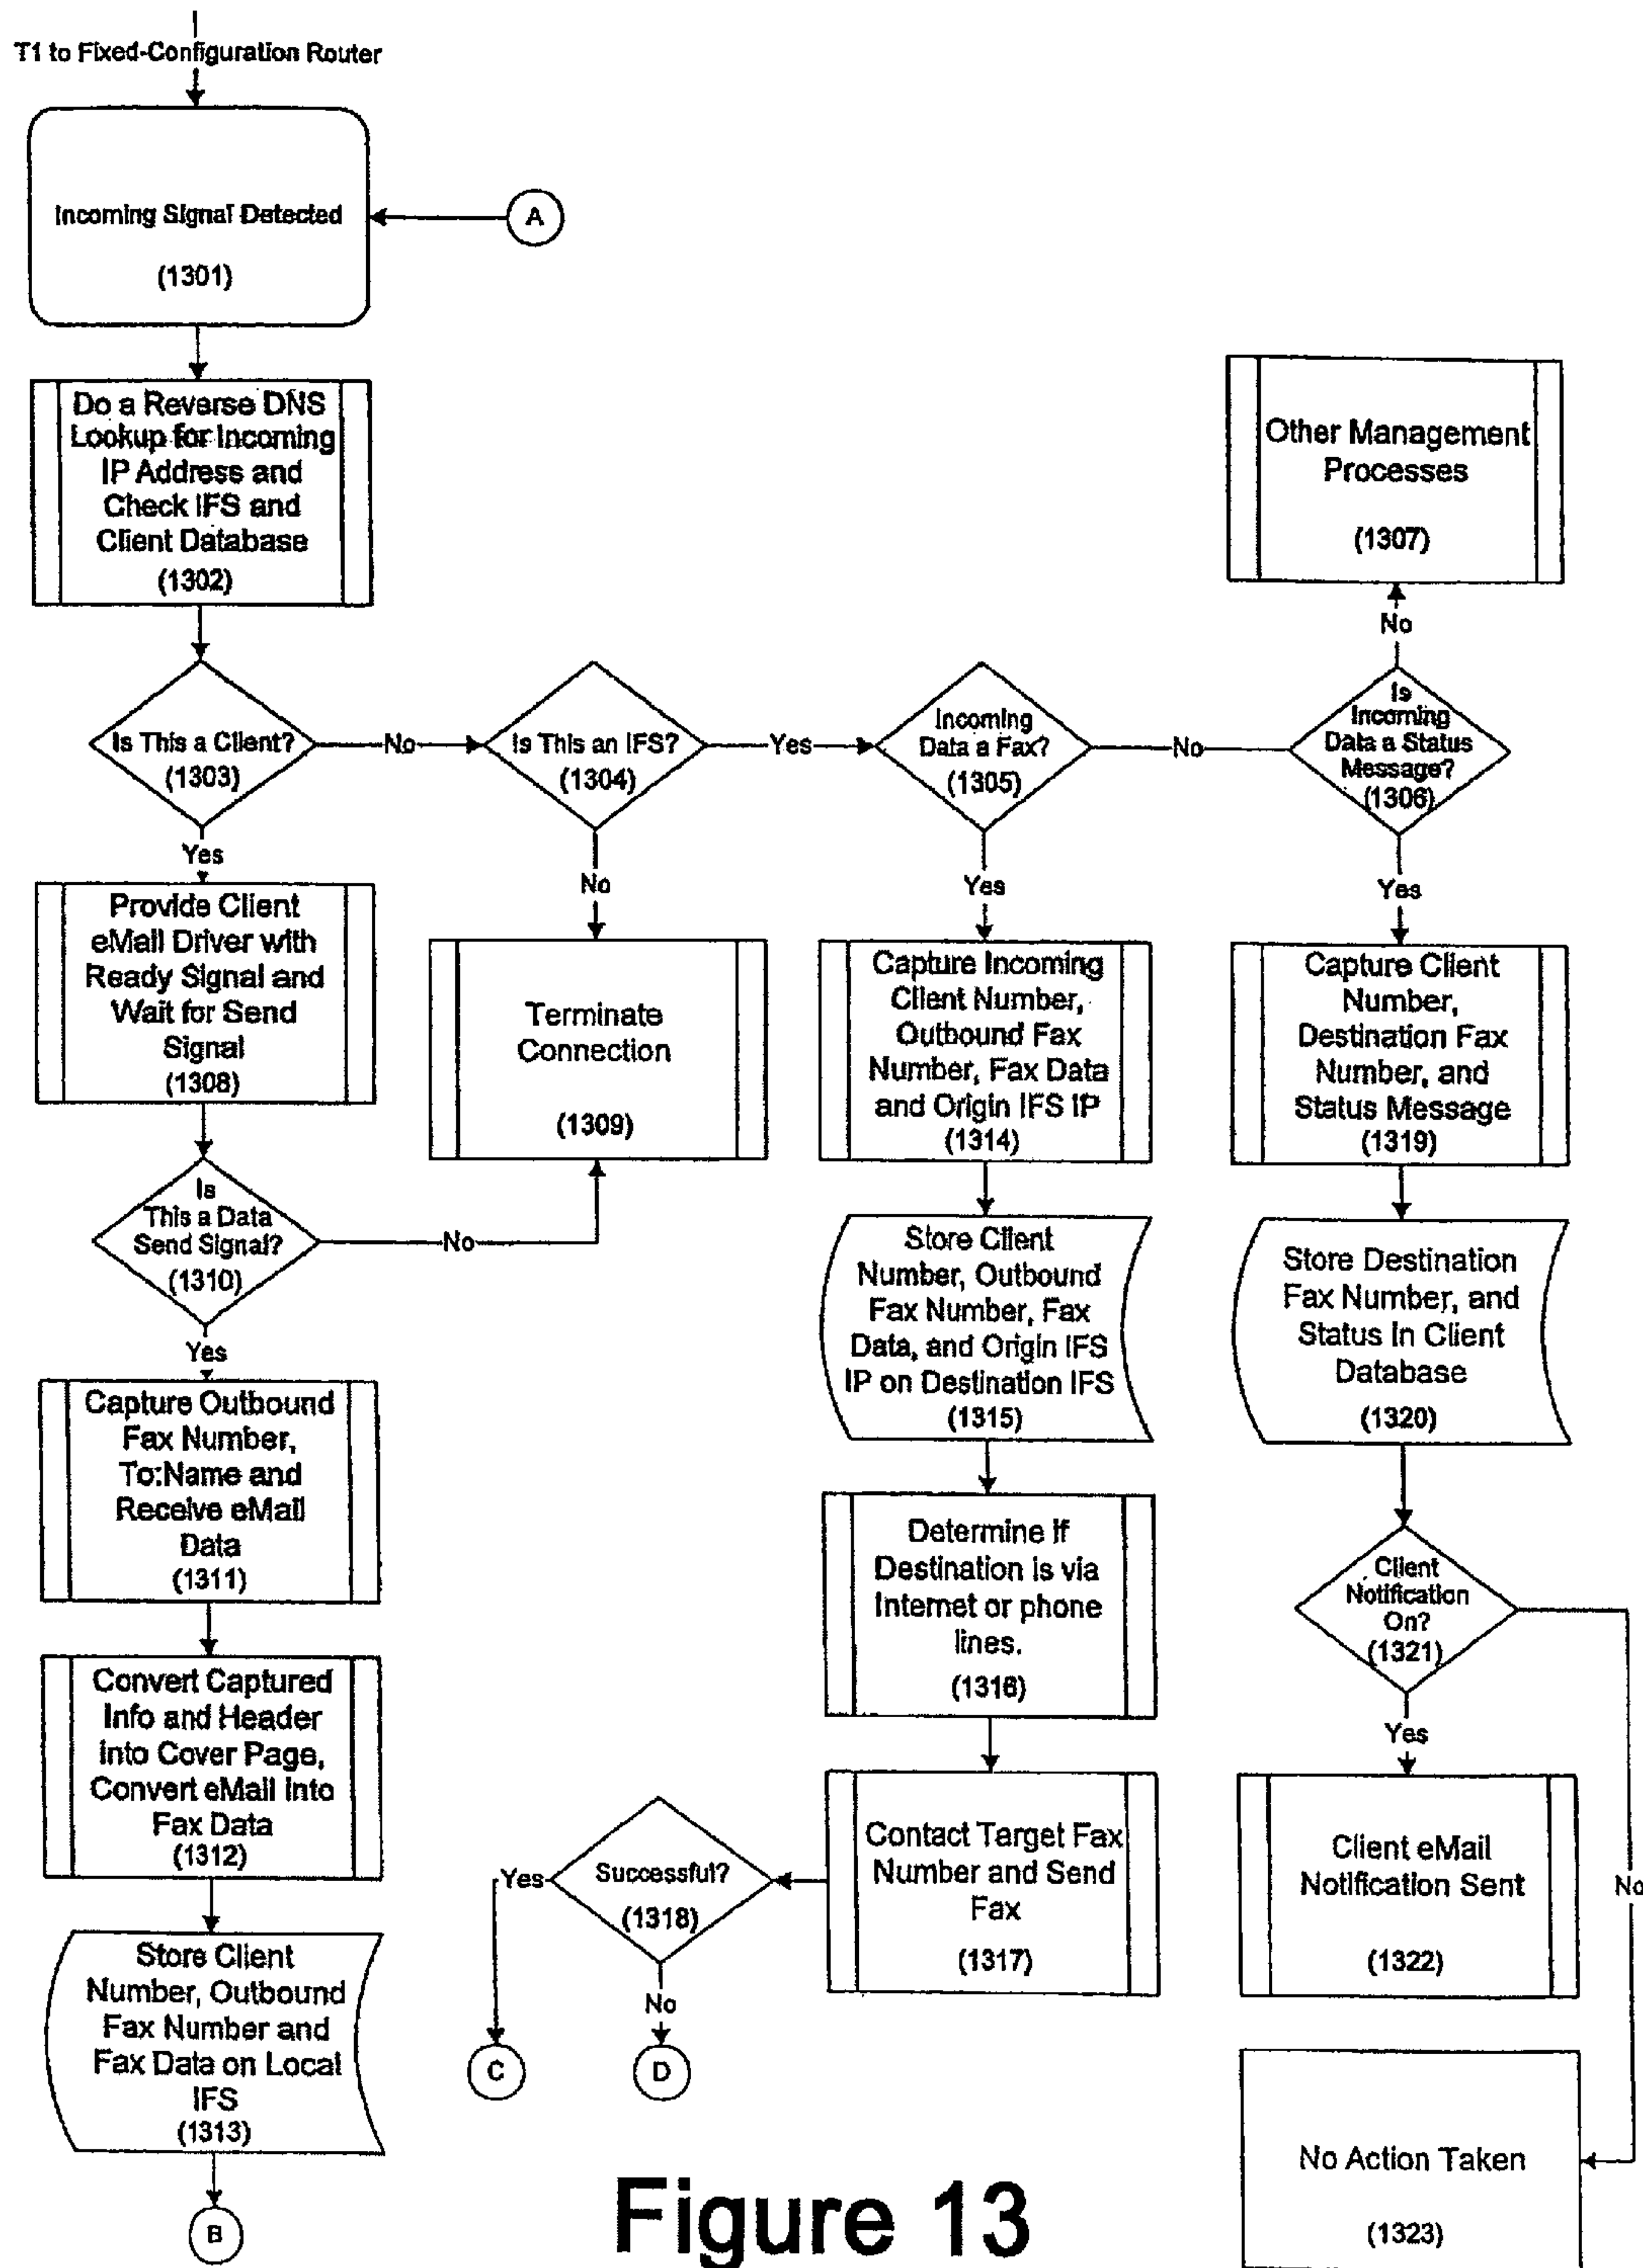 T1 to Fixed-Configuration Router
Incoming Signal Detected
(1301)
A
Do a Reverse DNS
Lookup for Incoming
IP Address and
Check IFS and
Client Database
(1302)
Other Management
Processes
(1307)
No
Is This a Client?
(1303)
No
Is This an IFS?
(1304)
Yes
Incoming
Data a Fax?
(1305)
No
Is
Incoming
Data a Status
Message?
(1306)
Yes
No
Yes
Yes
Provide Client
eMail Driver with
Ready Signal and
Wait for Send
Signal
(1308)
Terminate
Connection
(1309)
Capture Incoming
Client Number,
Outbound Fax
Number, Fax Data
and Origin IFS IP
(1314)
Capture Client
Number,
Destination Fax
Number, and
Status Message
(1319)
Is
This a Data
Send Signal?
(1310)
No
Yes
Store Client
Number, Outbound
Fax Number, Fax
Data, and Origin IFS
IP on Destination IFS
(1315)
Store Destination
Fax Number, and
Status In Client
Database
(1320)
Capture Outbound
Fax Number,
To:Name and
Receive eMail
Data
(1311)
Determine if
Destination is via
Internet or phone
lines.
(1316)
Client
Notification
On?
(1321)
Yes
No
Convert Captured
Info and Header
into Cover Page,
Convert eMail into
Fax Data
(1312)
Yes
Successful?
(1318)
No
Contact Target Fax
Number and Send
Fax
(1317)
Client eMail
Notification Sent
(1322)
Store Client
Number, Outbound
Fax Number and
Fax Data on Local
IFS
(1313)
C
D
B
No Action Taken
(1323)
Figure 13